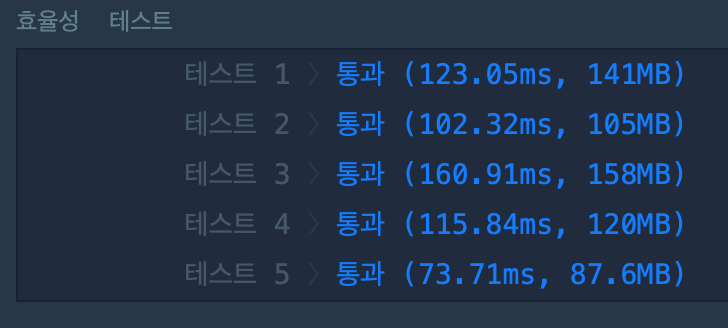 효율성 테스트
테스트 1 〉 통과 (123.05ms, 141MB)
테스트 2 〉 통과 (102.32ms, 105MB)
테스트 3 〉 통과 (160.91ms, 158MB)
테스트 4 〉 통과 (115.84ms, 120MB)
테스트 5 〉 통과 (73.71ms, 87.6MB)